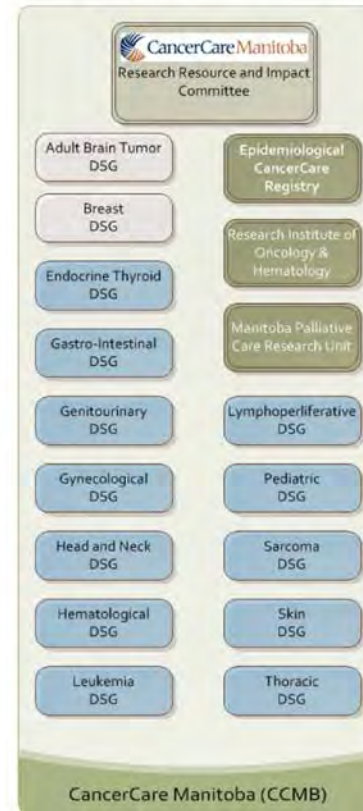 CancerCare Manitoba
Research Resource and Impact
Committee
Adult Brain Tumor
DSG
Breast
DSG
Endocrine Thyroid
DSG
Gastro-Intestinal
DSG
Genitourinary
DSG
Gynecological
DSG
Head and Neck
DSG
Hematological
DSG
Leukemia
DSG
Epidemiological
CancerCare
Registry
Research Institute of
Oncology &
Hematology
Manitoba Palliative
Care Research Unit
Lymphoperliferative
DSG
Pediatric
DSG
Sarcoma
DSG
Skin
DSG
Thoracic
DSG
CancerCare Manitoba (CCMB)